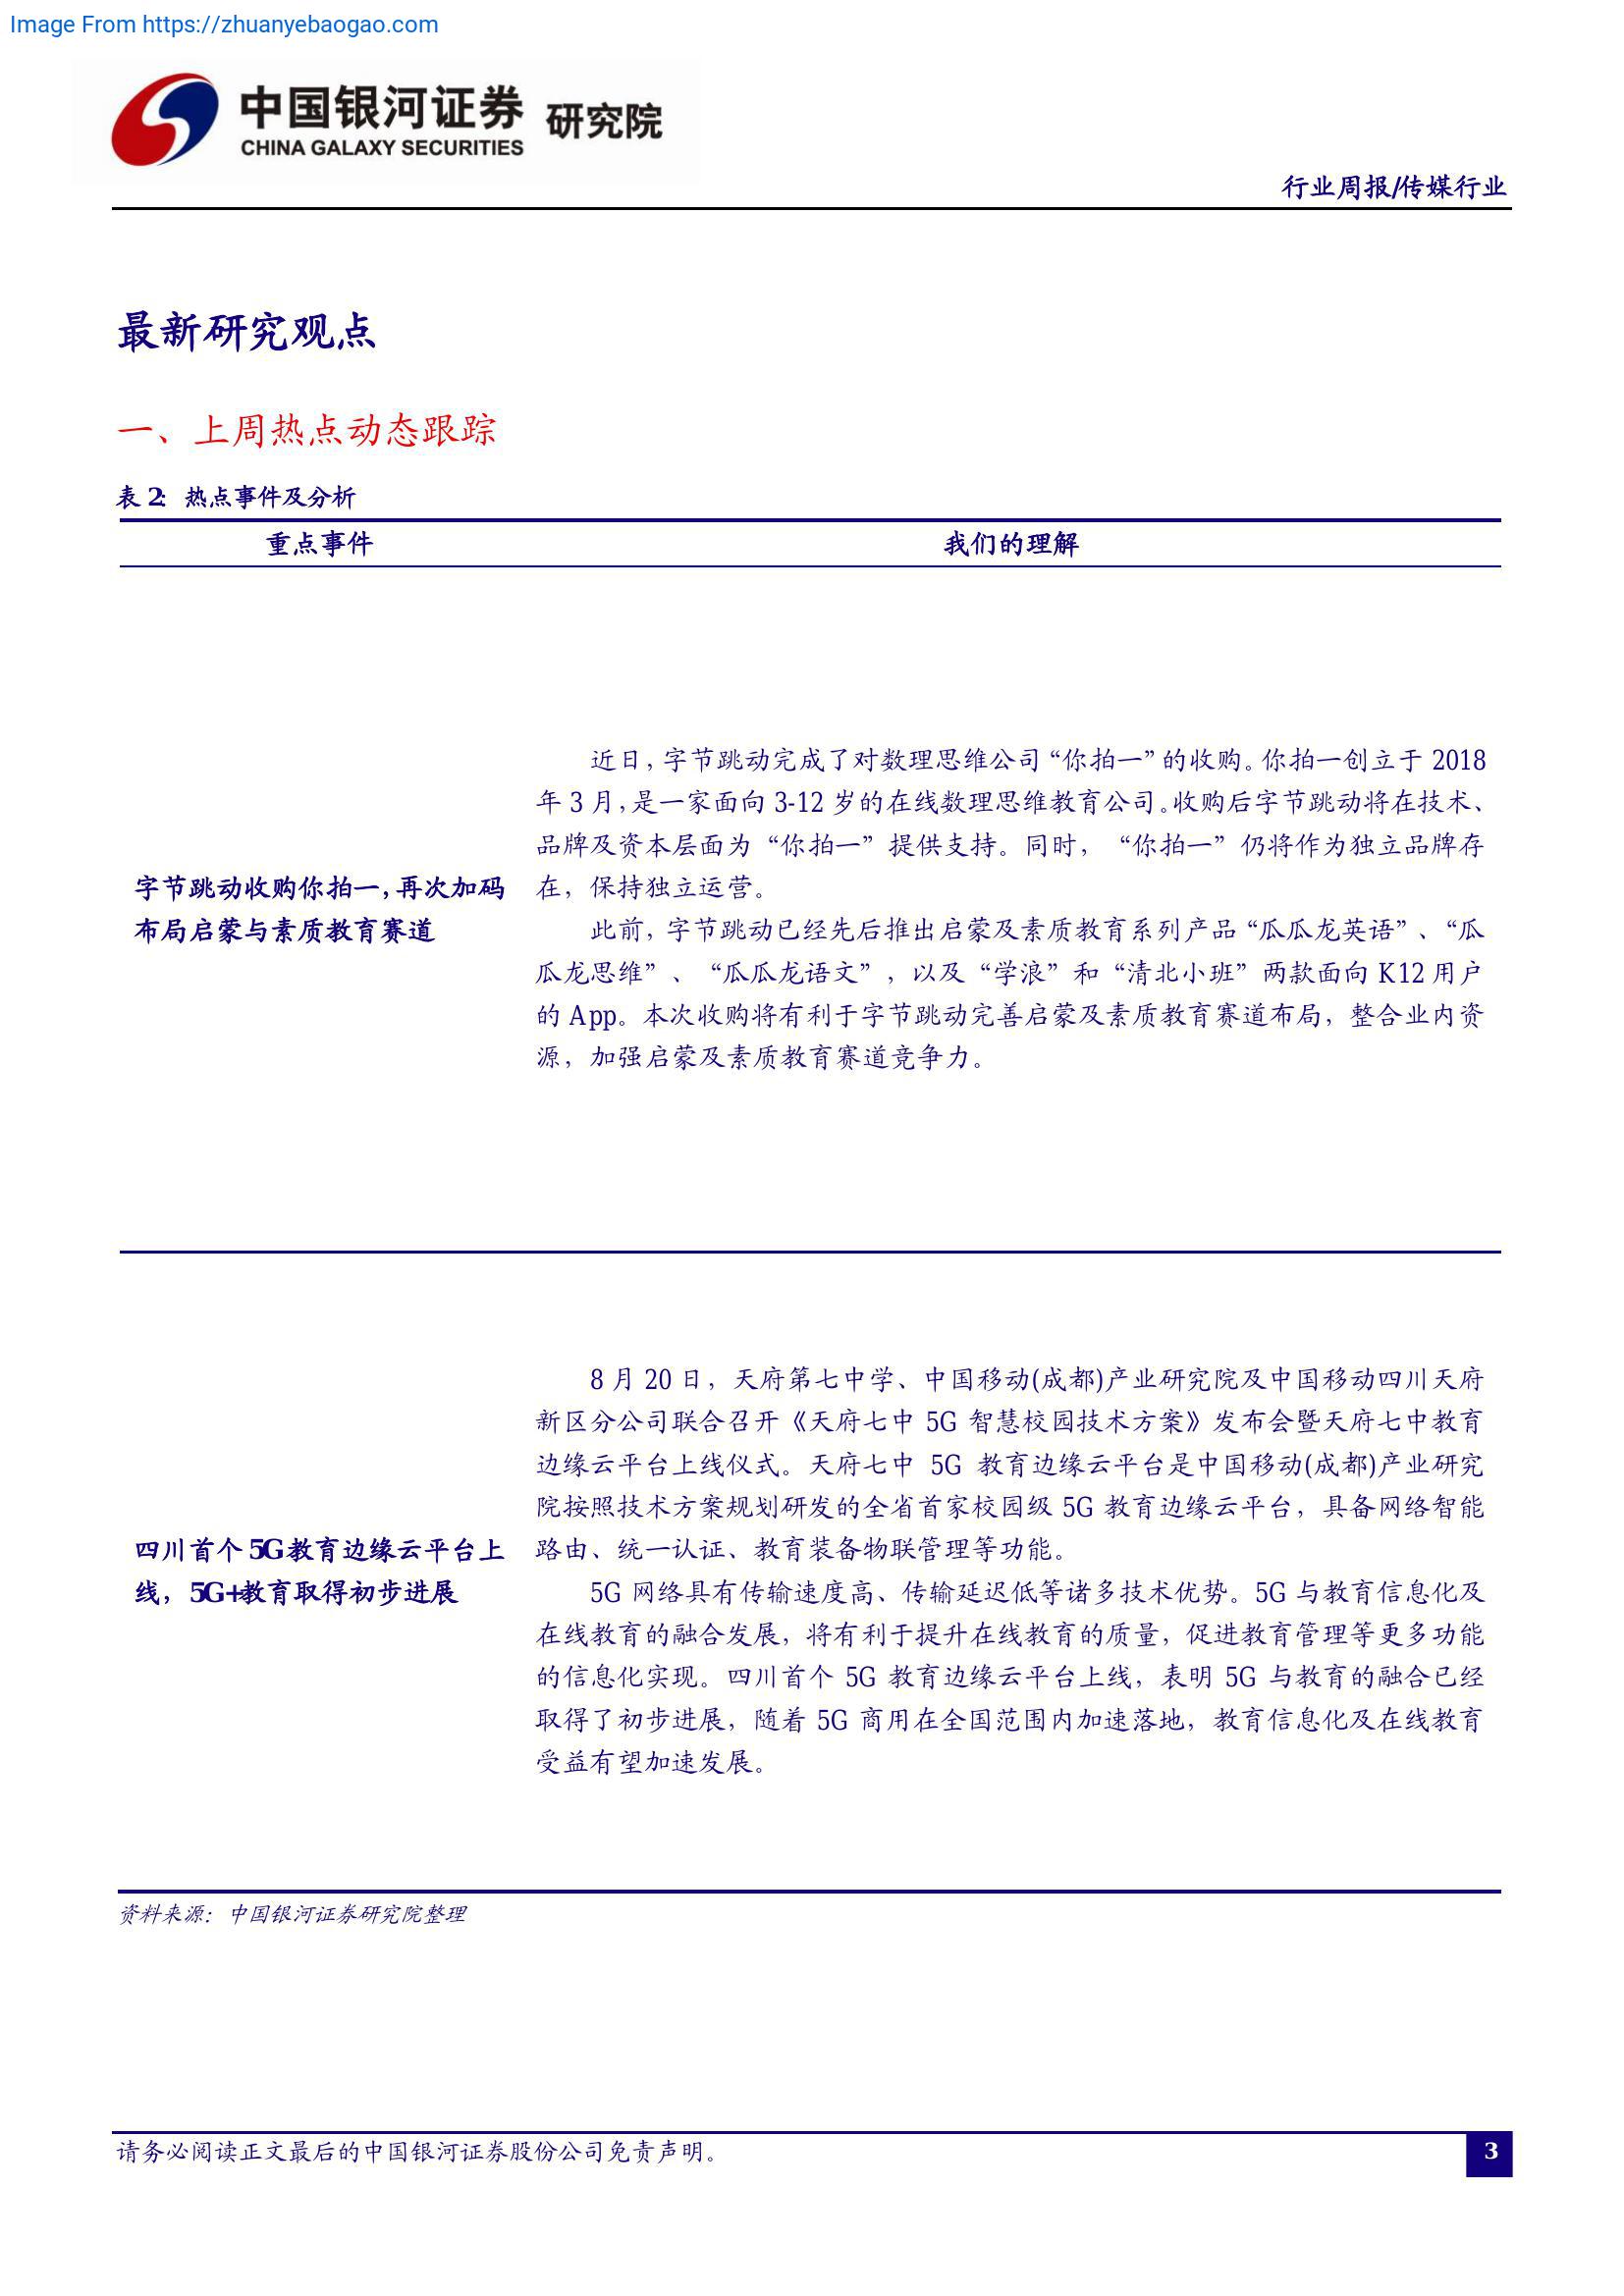 Image From https://zhuanyebaogao.com
中国银河证券 研究院
CHINA GALAXY SECURITIES
行业周报/传媒行业
最新研究观点
一、上周热点动态跟踪
表 2: 热点事件及分析
重点事件 我们的理解
字节跳动收购你拍一,再次加码
布局启蒙与素质教育赛道
近日,字节跳动完成了对数理思维公司“你拍一”的收购。你拍一创立于 2018
年 3 月,是一家面向 3-12 岁的在线数理思维教育公司。收购后字节跳动将在技术、
品牌及资本层面为“你拍一”提供支持。同时，“你拍一”仍将作为独立品牌存
在，保持独立运营。
此前，字节跳动已经先后推出启蒙及素质教育系列产品“瓜瓜龙英语”、“瓜
瓜龙思维”、“瓜瓜龙语文”，以及“学浪”和“清北小班”两款面向 K12 用户
的 App。本次收购将有利于字节跳动完善启蒙及素质教育赛道布局，整合业内资
源，加强启蒙及素质教育赛道竞争力。
四川首个 5G 教育边缘云平台上
线，5G+教育取得初步进展
8 月 20 日，天府第七中学、中国移动(成都)产业研究院及中国移动四川天府
新区分公司联合召开《天府七中 5G 智慧校园技术方案》发布会暨天府七中教育
边缘云平台上线仪式。天府七中 5G 教育边缘云平台是中国移动(成都)产业研究
院按照技术方案规划研发的全省首家校园级 5G 教育边缘云平台，具备网络智能
路由、统一认证、教育装备物联管理等功能。
5G 网络具有传输速度高、传输延迟低等诸多技术优势。5G 与教育信息化及
在线教育的融合发展，将有利于提升在线教育的质量，促进教育管理等更多功能
的信息化实现。四川首个 5G 教育边缘云平台上线，表明 5G 与教育的融合已经
取得了初步进展，随着 5G 商用在全国范围内加速落地，教育信息化及在线教育
受益有望加速发展。
资料来源：中国银河证券研究院整理
请务必阅读正文最后的中国银河证券股份公司免责声明。
3